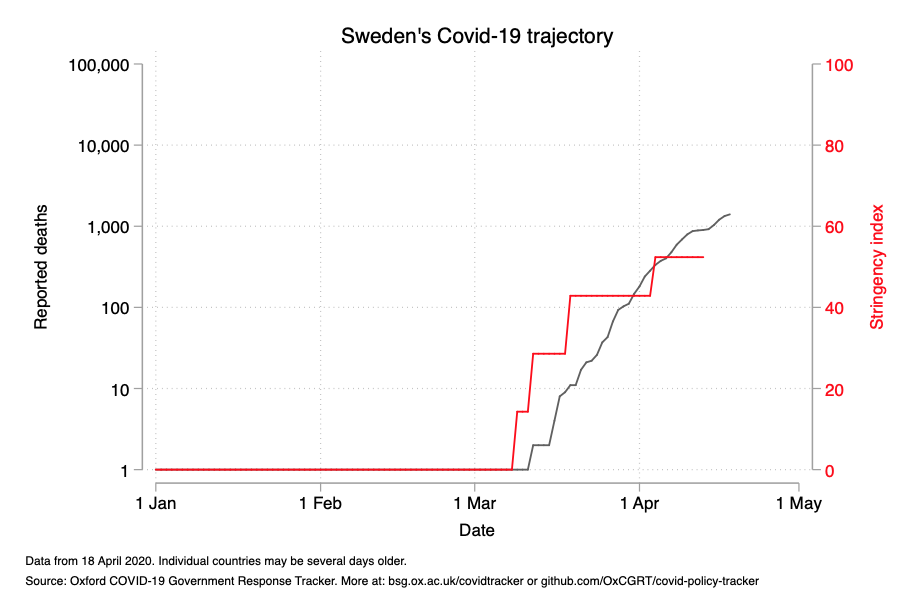 Sweden's Covid-19 trajectory
Reported deaths
100,000
10,000
1,000
100
10
1
Stringency index
100
80
60
40
20
0
1 Jan
1 Feb
1 Mar
1 Apr
1 May
Date
Data from 18 April 2020. Individual countries may be several days older.
Source: Oxford COVID-19 Government Response Tracker. More at: bsg.ox.ac.uk/covidtracker or github.com/OxCGRT/covid-policy-tracker